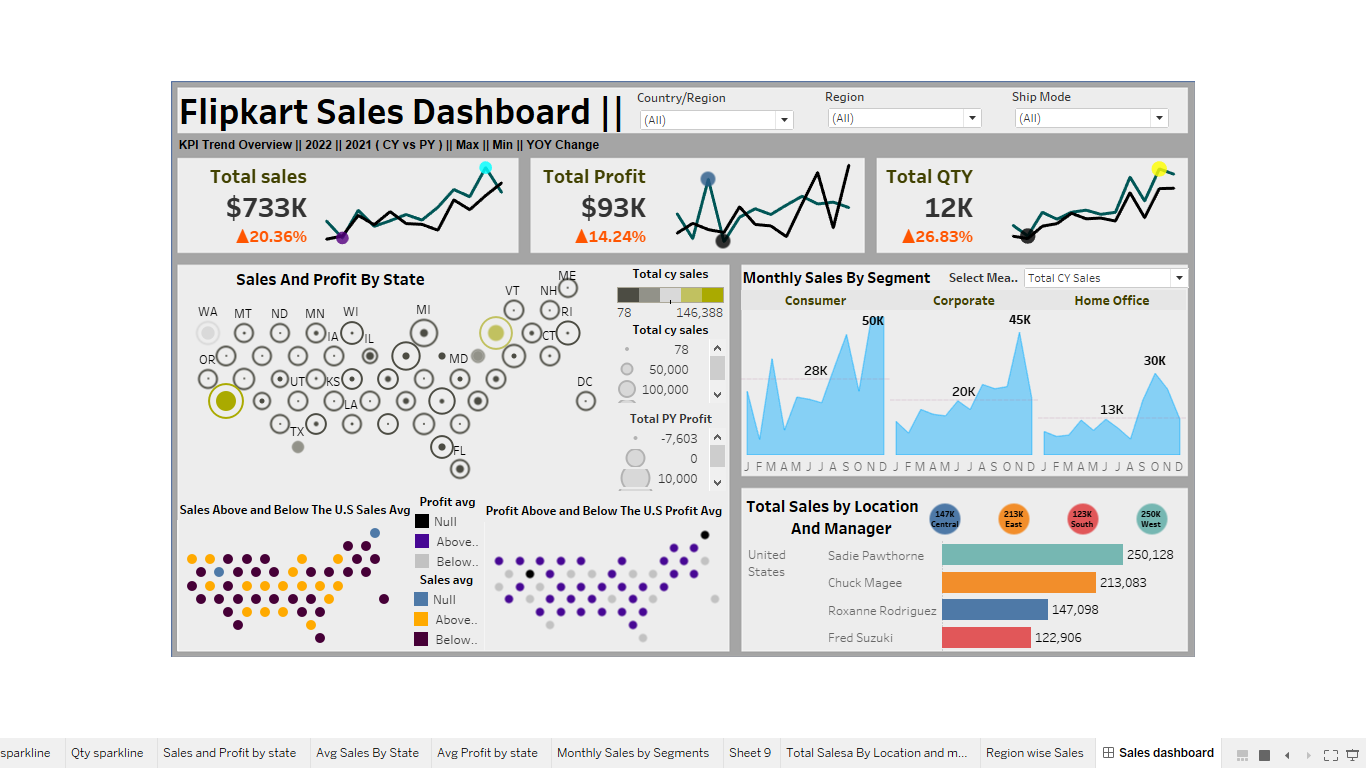 Flipkart Sales Dashboard ||
Country/Region
(All)
Region
(All)
Ship Mode
(All)
KPI Trend Overview || 2022 || 2021 ( CY vs PY ) || Max || Min || YOY Change
Total sales
$733K
▲20.36%
Total Profit
$93K
▲14.24%
Total QTY
12K
▲26.83%
Sales And Profit By State
ME
VT
NH
WA
MT
ND
MN
WI
MI
RI
IA
IL
CT
OR
MD
UT
KS
DC
LA
TX
FL
Total cy sales
78
146,388
Total cy sales
78
50,000
100,000
Total PY Profit
-7,603
0
10,000
Monthly Sales By Segment
Select Mea..
Total CY Sales
Consumer
Corporate
Home Office
50K
28K
45K
20K
30K
13K
J F M A M J J A S O N D
J F M A M J J A S O N D
J F M A M J J A S O N D
Sales Above and Below The U.S Sales Avg
Profit avg
Null
Above..
Below..
Sales avg
Null
Above..
Below..
Profit Above and Below The U.S Profit Avg
Total Sales by Location
And Manager
147K
Central
213K
East
123K
South
250K
West
United
States
Sadie Pawthorne
250,128
Chuck Magee
213,083
Roxanne Rodriguez
147,098
Fred Suzuki
122,906
sparkline
Qty sparkline
Sales and Profit by state
Avg Sales By State
Avg Profit by state
Monthly Sales by Segments
Sheet 9
Total Salesa By Location and m...
Region wise Sales
Sales dashboard